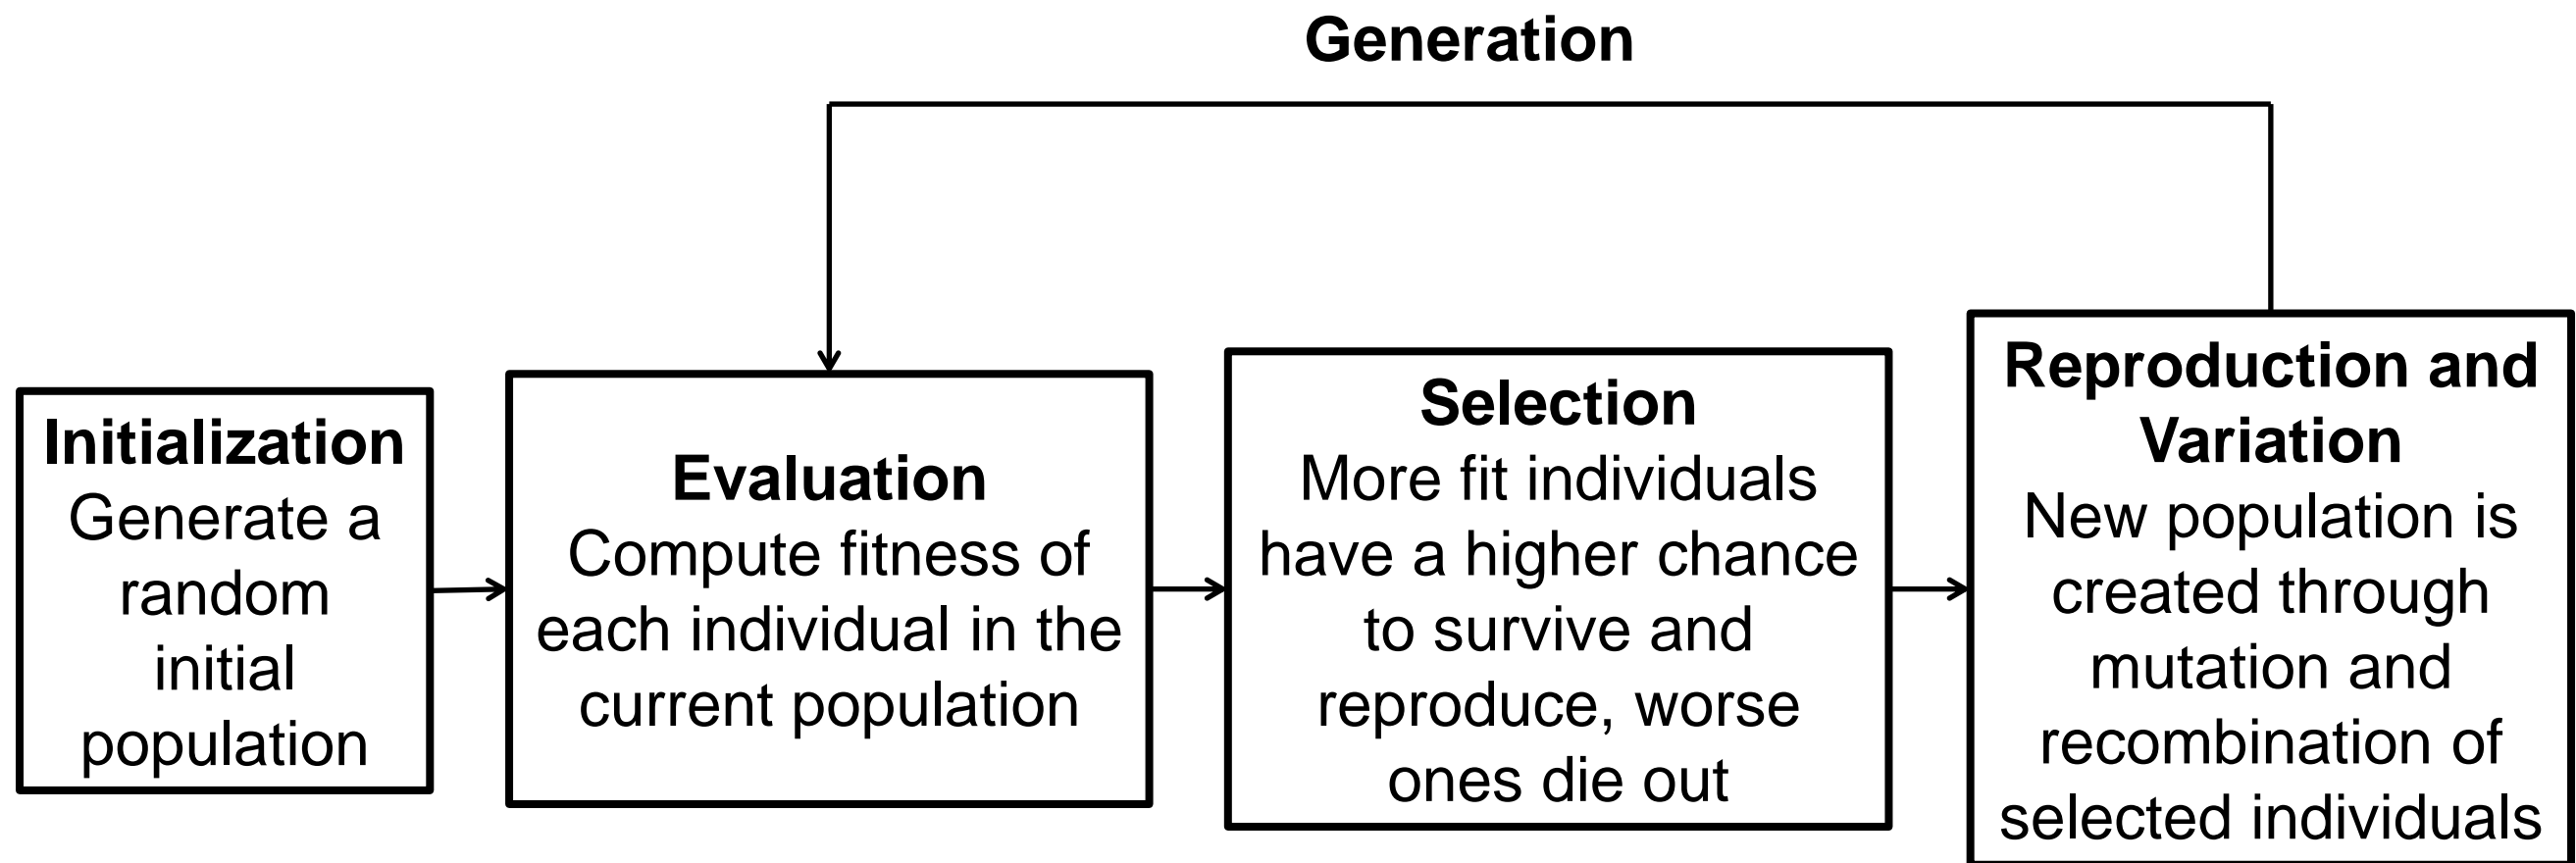 Generation
Initialization
Generate a
random
initial
population
Evaluation
Compute fitness of
each individual in the
current population
Selection
More fit individuals
have a higher chance
to survive and
reproduce, worse
ones die out
Reproduction and
Variation
New population is
created through
mutation and
recombination of
selected individuals